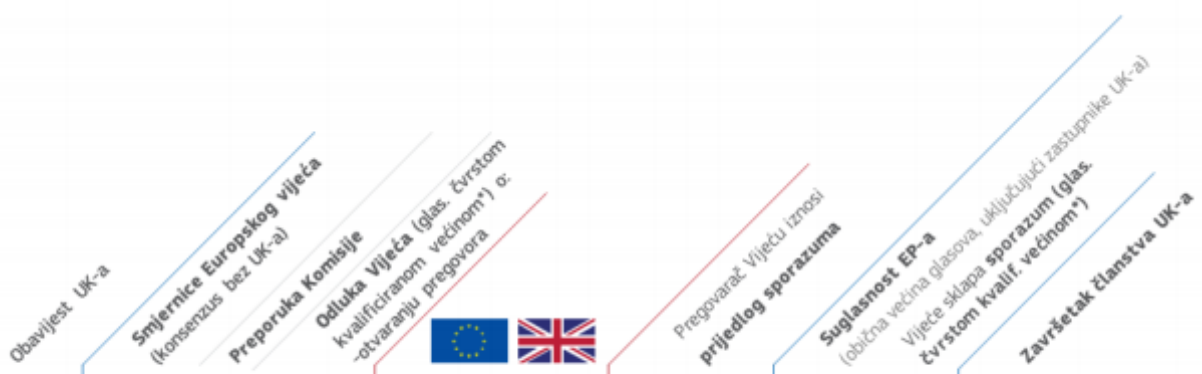 Obavijest UK-a
Smjernice Europskog vijeća
(konsenzus bez UK-a)
Preporuka Komisije
Odluka Vijeća (glas. čvrstom
kvalificiranom većinom*) o:
-otvaranju pregovora
Pregovarač Vijeću iznosi
prijedlog sporazuma
Suglasnost EP-a
(obična većina glasova, uključujući zastupnike UK-a)
Vijeće sklapa sporazum (glas.
čvrstom kvalif. većinom*)
Završetak članstva UK-a